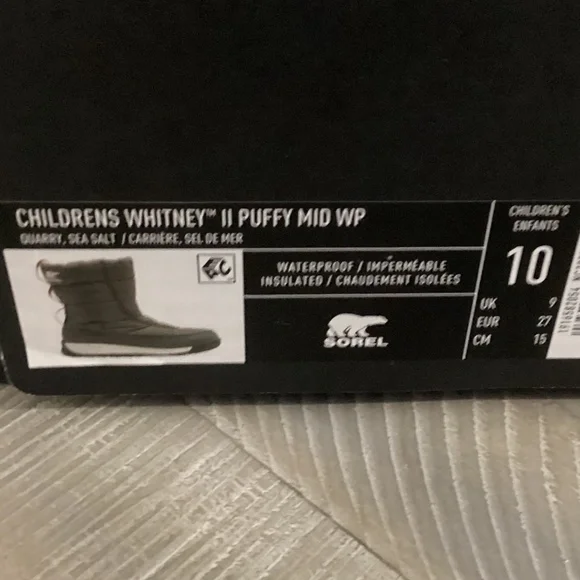 CHILDRENS WHITNEY™ II PUFFY MID WP
QUARRY, SEA SALT / CARRIÈRE, SEL DE MER
WATERPROOF / IMPERMÉABLE
INSULATED / CHAUDEMENT ISOLÉES
SOREL
CHILDREN'S
ENFANTS
10
UK 9
EUR 27
CM 15